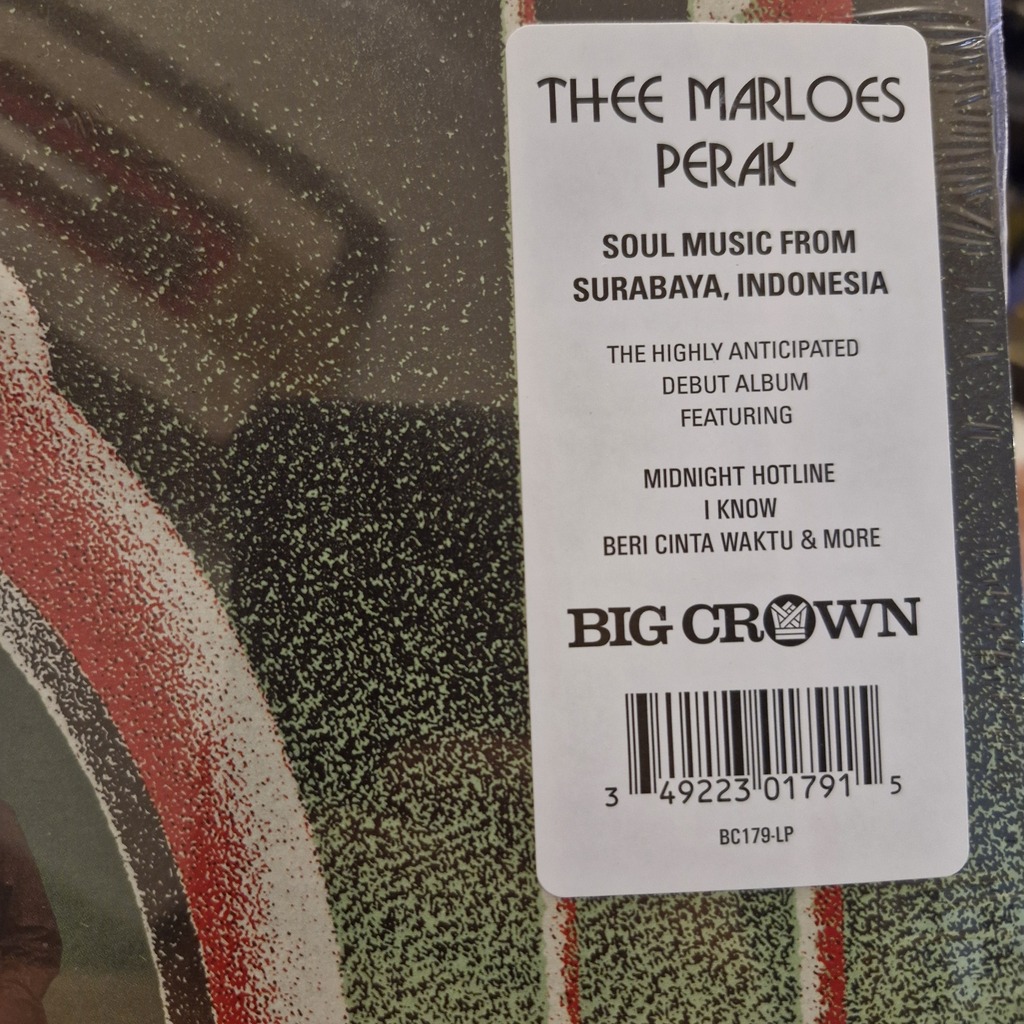 THEE MARLOES
PERAK
SOUL MUSIC FROM
SURABAYA, INDONESIA
THE HIGHLY ANTICIPATED
DEBUT ALBUM
FEATURING
MIDNIGHT HOTLINE
I KNOW
BERI CINTA WAKTU & MORE
BIG CROWN
3 49223 01791 5
BC179-LP